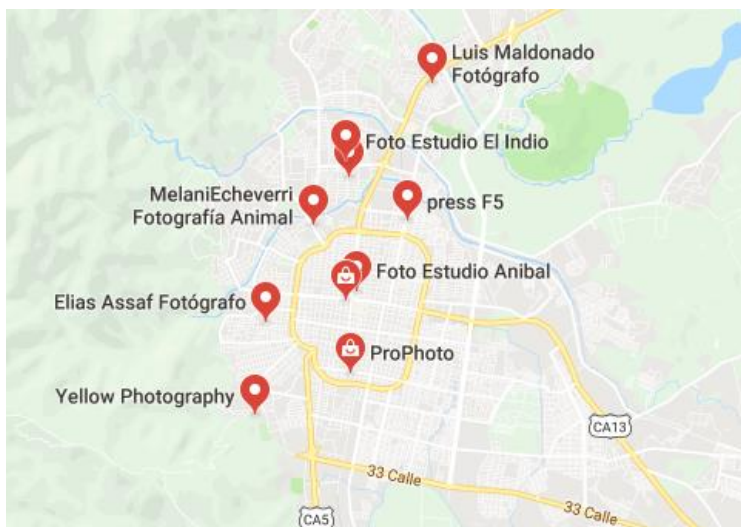 Luis Maldonado
Fotógrafo
Foto Estudio El Indio
MelaniEcheverri
Fotografía Animal
press F5
Foto Estudio Anibal
Elias Assaf Fotógrafo
ProPhoto
Yellow Photography
CA13
33 Calle
33 Calle
CA5